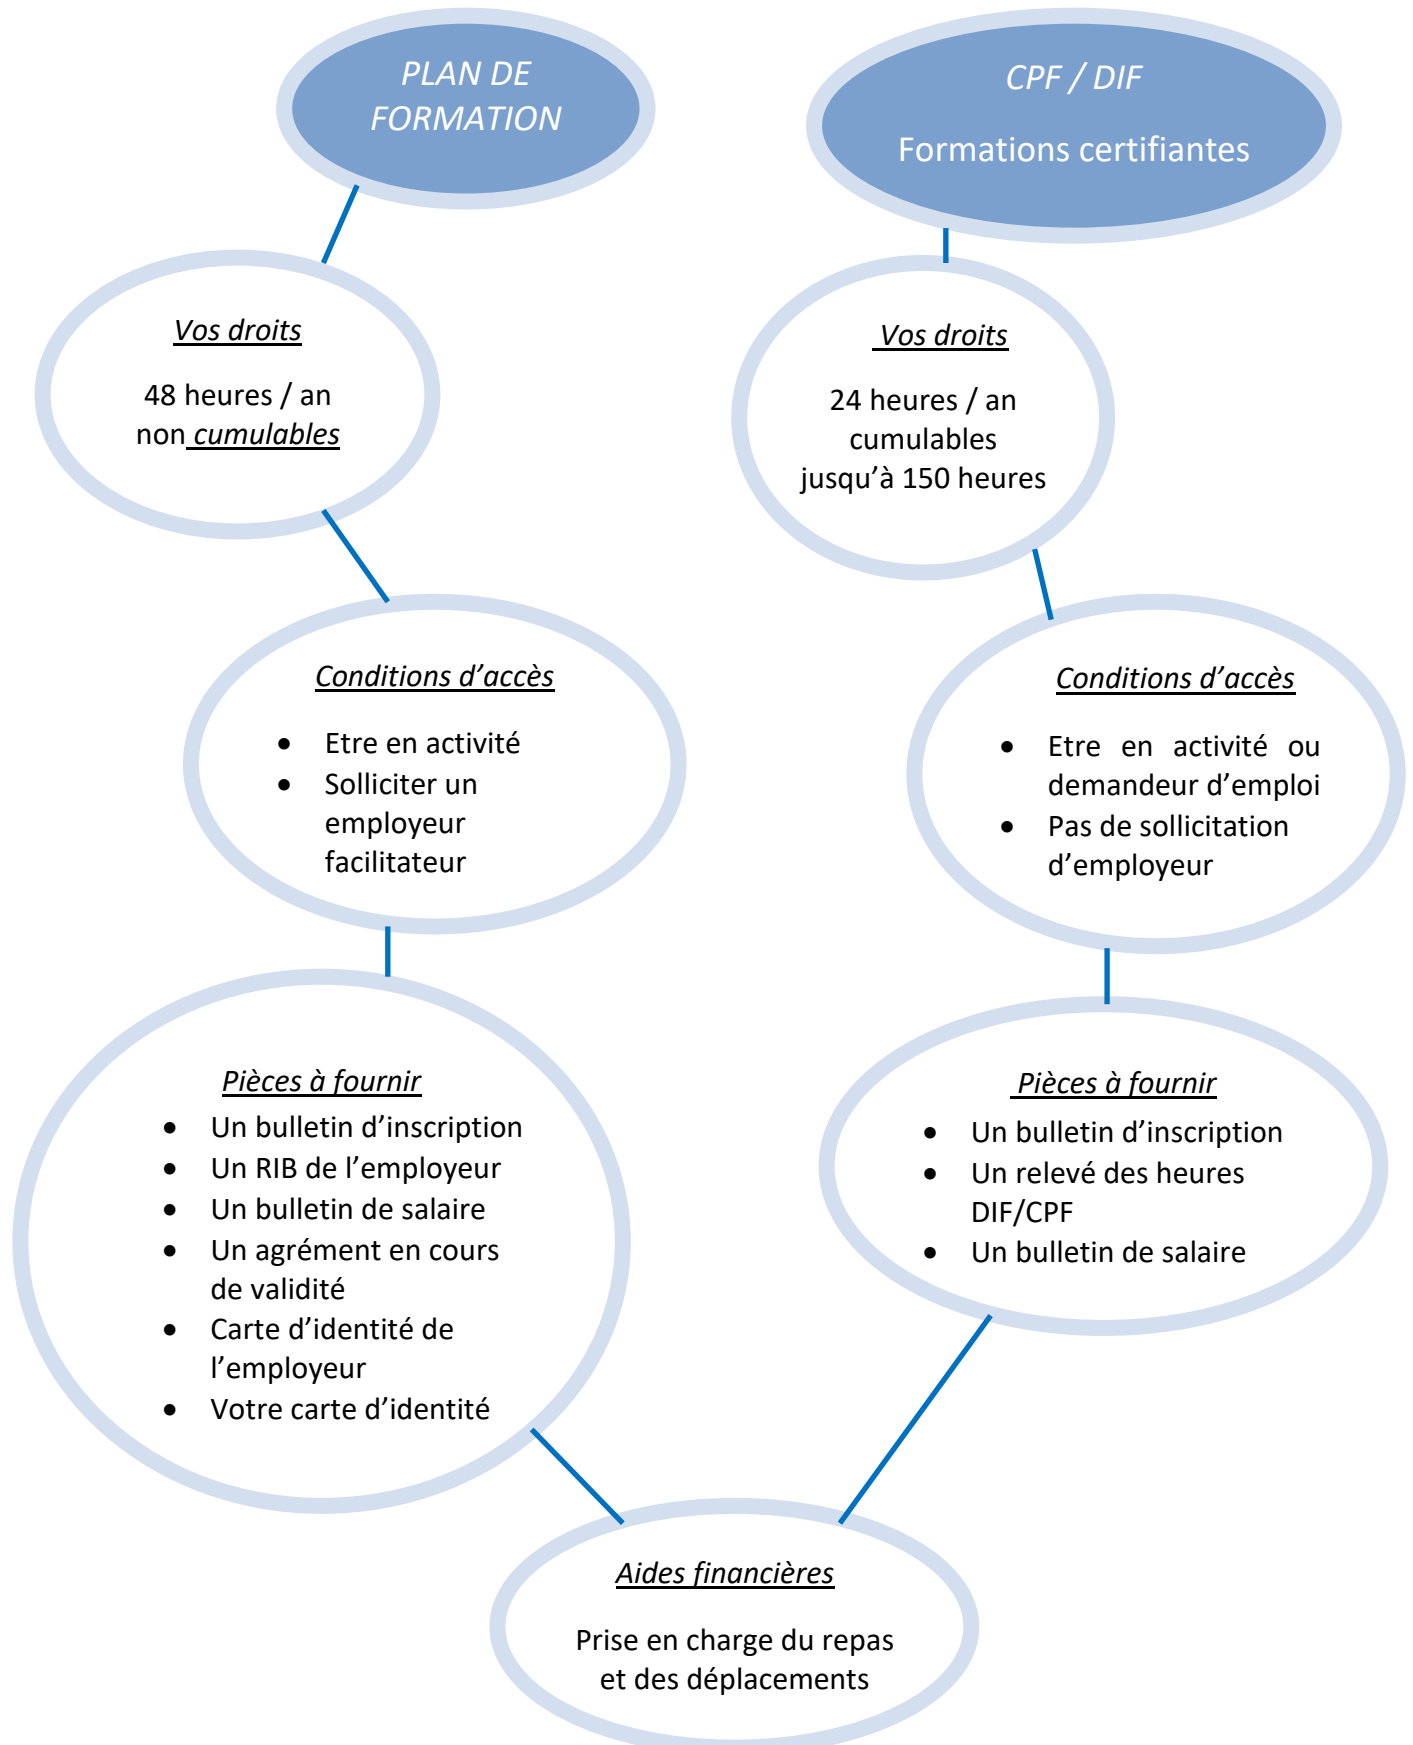 PLAN DE
FORMATION
Vos droits
48 heures / an
non cumulables
Conditions d’accès
• Etre en activité
• Solliciter un
employeur
facilitateur
Pièces à fournir
• Un bulletin d’inscription
• Un RIB de l’employeur
• Un bulletin de salaire
• Un agrément en cours
de validité
• Carte d’identité de
l’employeur
• Votre carte d’identité
CPF / DIF
Formations certifiantes
Vos droits
24 heures / an
cumulables
jusqu’à 150 heures
Conditions d’accès
• Etre en activité ou
demandeur d’emploi
• Pas de sollicitation
d’employeur
Pièces à fournir
• Un bulletin d’inscription
• Un relevé des heures
DIF/CPF
• Un bulletin de salaire
Aides financières
Prise en charge du repas
et des déplacements